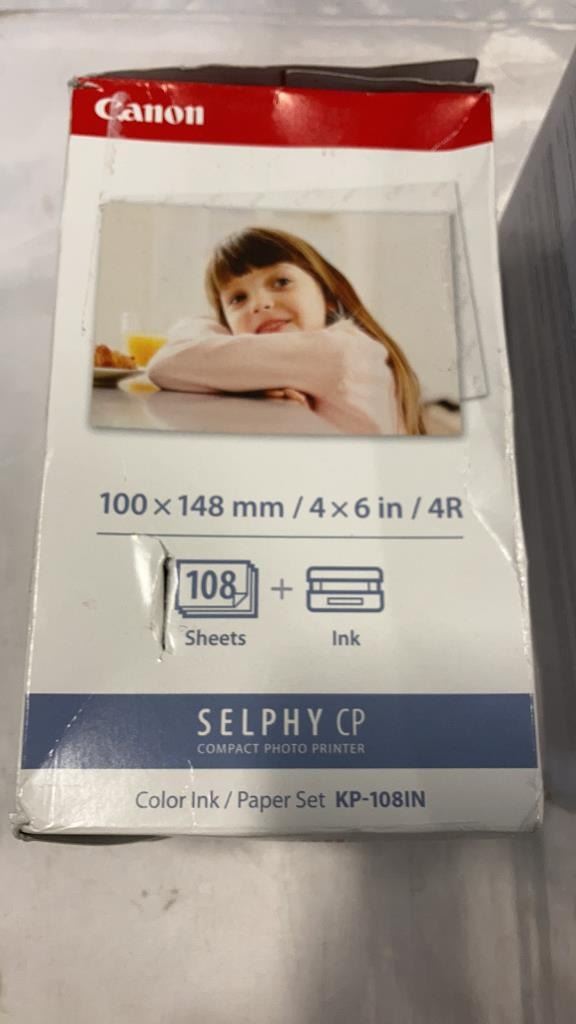 Canon
100 × 148 mm / 4 × 6 in / 4R
108 +
Sheets Ink
SELPHY CP
COMPACT PHOTO PRINTER
Color Ink / Paper Set KP-108IN